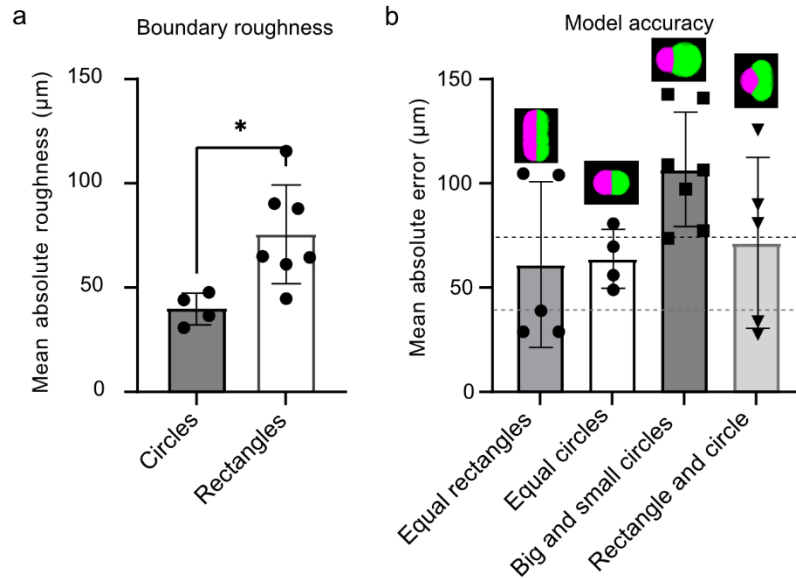 a
Boundary roughness
Mean absolute roughness (µm)
150
100
50
0
*
Circles
Rectangles
b
Model accuracy
Mean absolute error (µm)
150
100
50
0
Equal rectangles
Equal circles
Big and small circles
Rectangle and circle